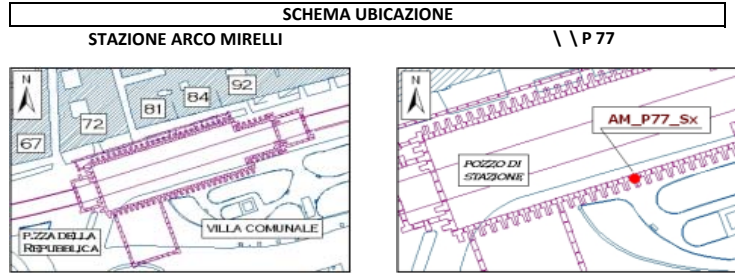 SCHEMA UBICAZIONE
STAZIONE ARCO MIRELLI
\ \ P 77
N
92
84
81
72
67
P.ZZA DELLA
REPUBBLICA
VILLA COMUNALE
N
AM_P77_Sx
POZZO DI
STAZIONE